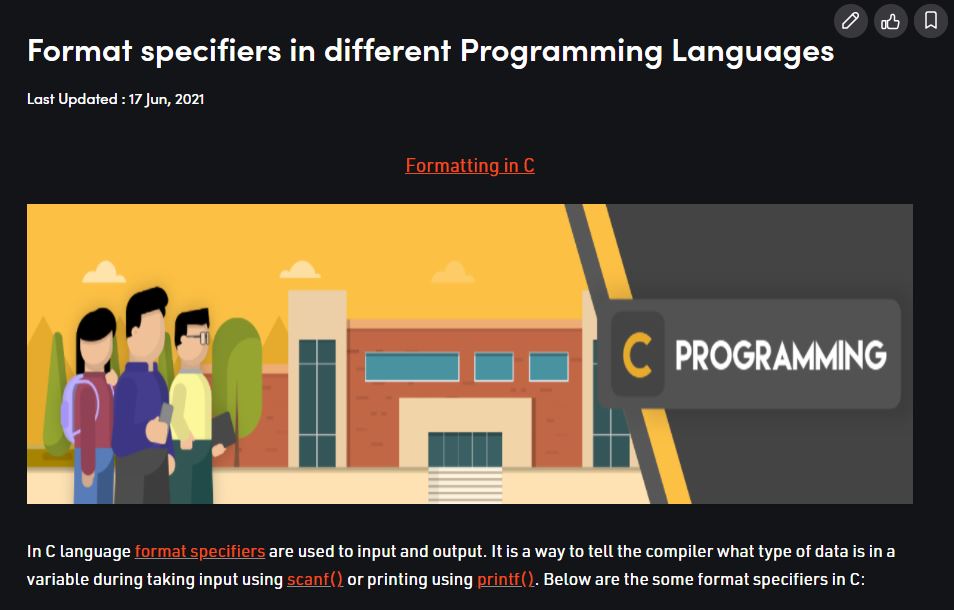 Format specifiers in different Programming Languages
Last Updated : 17 Jun, 2021
Formatting in C
C PROGRAMMING
In C language format specifiers are used to input and output. It is a way to tell the compiler what type of data is in a
variable during taking input using scanf() or printing using printf(). Below are the some format specifiers in C: